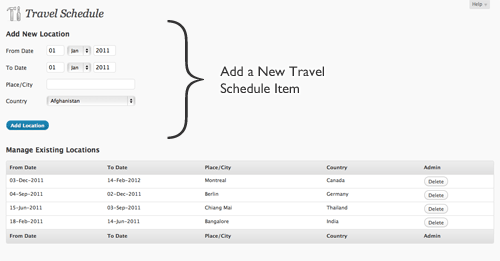 Help
Travel Schedule
Add New Location
From Date 01 Jan 2011
To Date 01 Jan 2011
Place/City
Country Afghanistan
Add Location
Add a New Travel
Schedule Item
Manage Existing Locations
From Date To Date Place/City Country Admin
03-Dec-2011 14-Feb-2012 Montreal Canada Delete
04-Sep-2011 02-Dec-2011 Berlin Germany Delete
15-Jun-2011 03-Sep-2011 Chiang Mai Thailand Delete
18-Feb-2011 14-Jun-2011 Bangalore India Delete
From Date To Date Place/City Country Admin